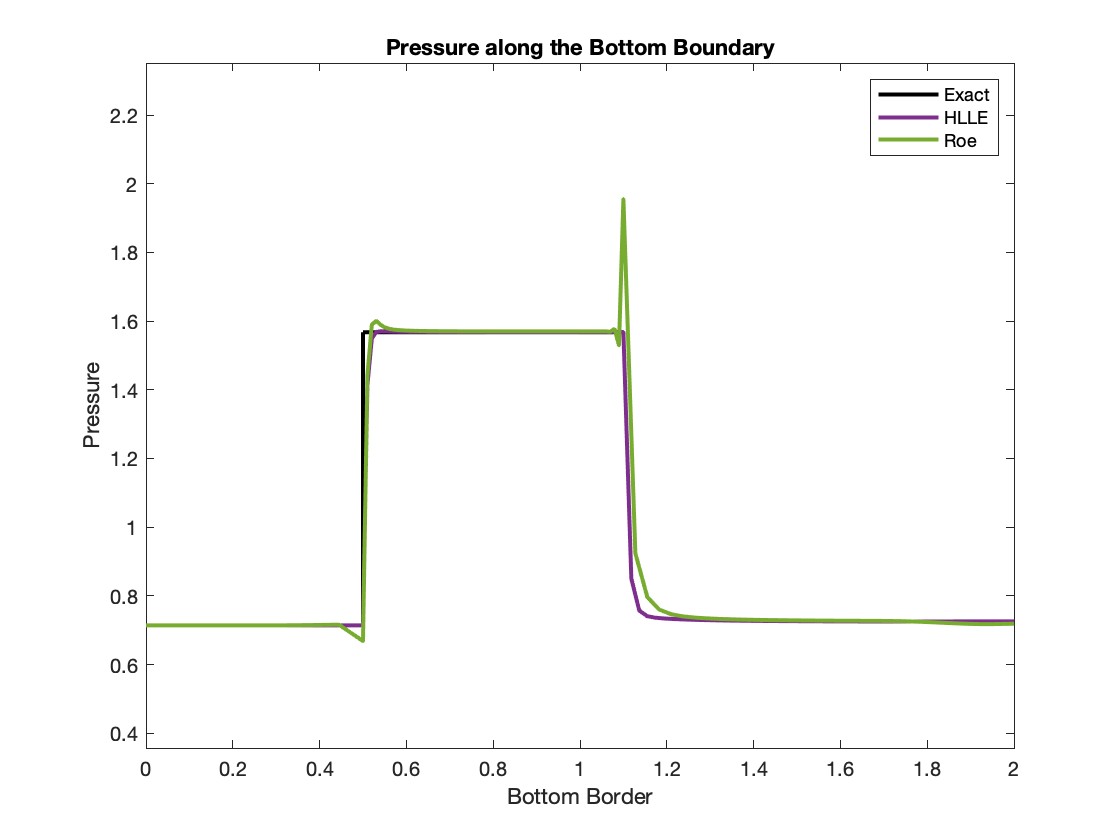 Pressure along the Bottom Boundary
Exact
HLLE
Roe
2.2
2
1.8
1.6
1.4
1.2
1
0.8
0.6
0.4
Pressure
0 0.2 0.4 0.6 0.8 1 1.2 1.4 1.6 1.8 2
Bottom Border